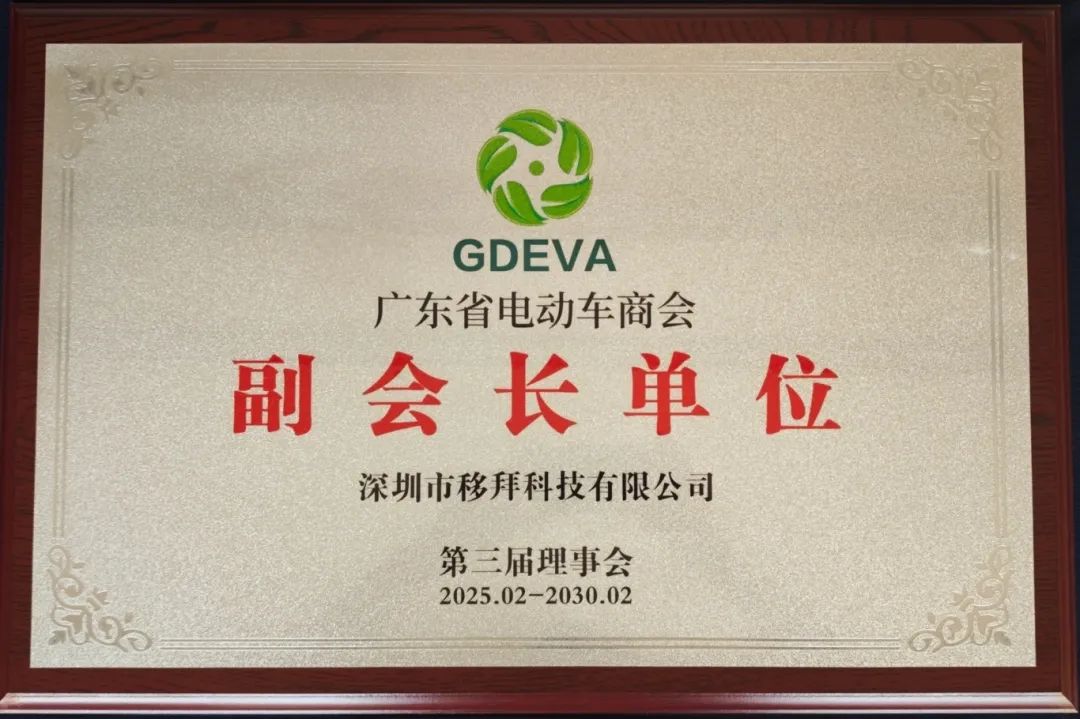 GDEVA
广东省电动车商会
副会长单位
深圳市移拜科技有限公司
第三届理事会
2025.02-2030.02